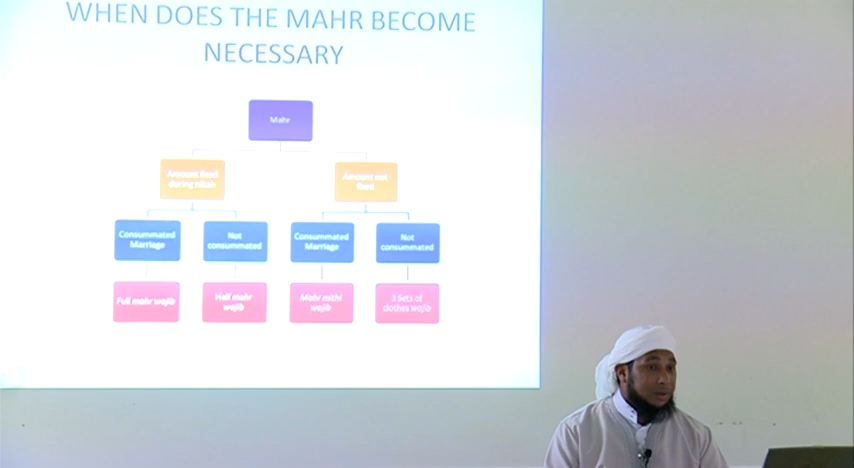 WHEN DOES THE MAHR BECOME
NECESSARY
Mahr
Amount fixed
during nikah
Amount not
fixed
Consummated
Marriage
Not
consummated
Consummated
Marriage
Not
consummated
Full mahr wajib
Half mahr
wajib
Mahr mithl
wajib
3 Sets of
clothes wajib